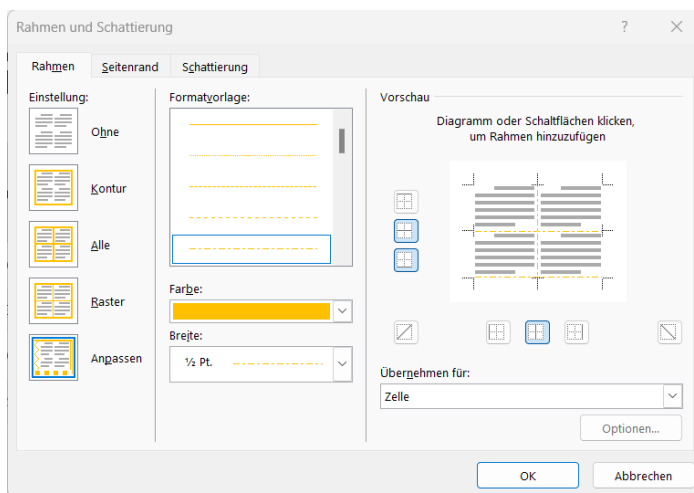 Rahmen und Schattierung
?
Rahmen Seitenrand Schattierung
Einstellung:
Ohne
Kontur
Alle
Raster
Anpassen
Formatvorlage:
Farbe:
Breite:
½ Pt.
Vorschau
Diagramm oder Schaltflächen klicken,
um Rahmen hinzuzufügen
Übernehmen für:
Zelle
Optionen...
OK Abbrechen